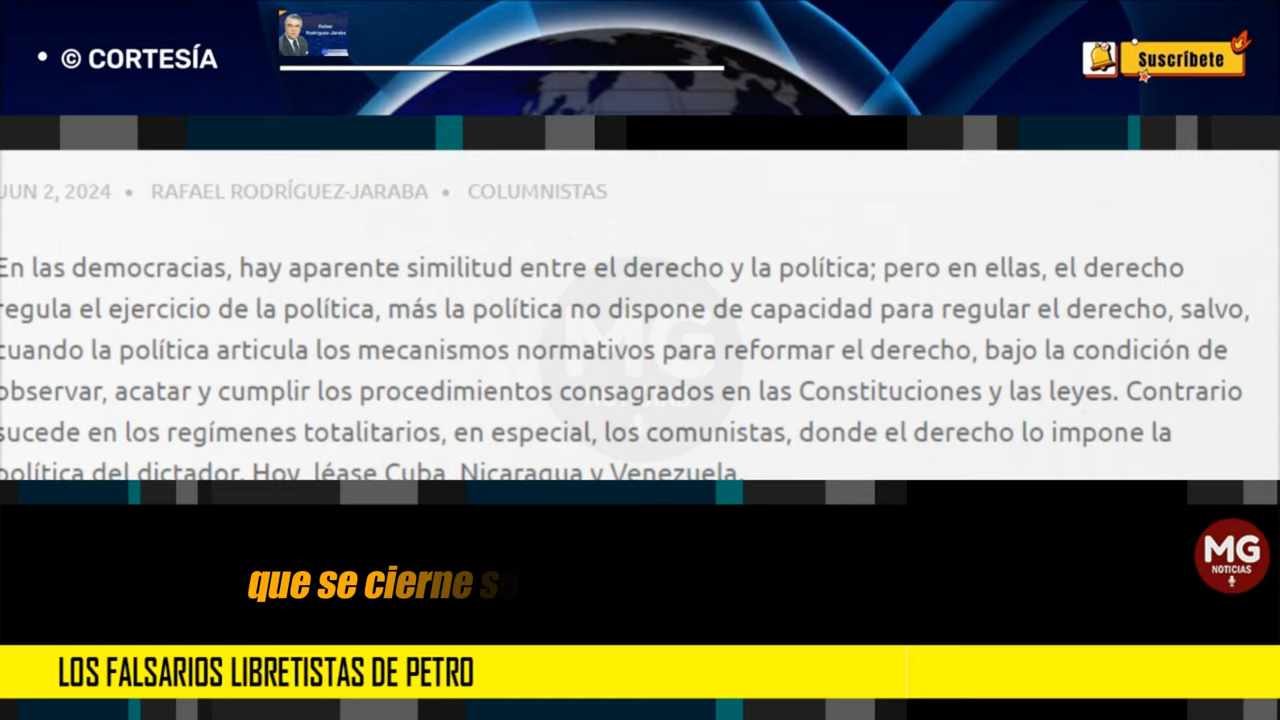 • © CORTESÍA
Rafael
Rodríguez-Jaraba
Suscríbete
JUN 2, 2024 • RAFAEL RODRÍGUEZ-JARABA • COLUMNISTAS
En las democracias, hay aparente similitud entre el derecho y la política; pero en ellas, el derecho
regula el ejercicio de la política, más la política no dispone de capacidad para regular el derecho, salvo,
cuando la política articula los mecanismos normativos para reformar el derecho, bajo la condición de
observar, acatar y cumplir los procedimientos consagrados en las Constituciones y las leyes. Contrario
sucede en los regímenes totalitarios, en especial, los comunistas, donde el derecho lo impone la
política del dictador. Hoy, léase Cuba, Nicaragua y Venezuela.
MG
que se cierne so
MG
NOTICIAS
LOS FALSARIOS LIBRETISTAS DE PETRO